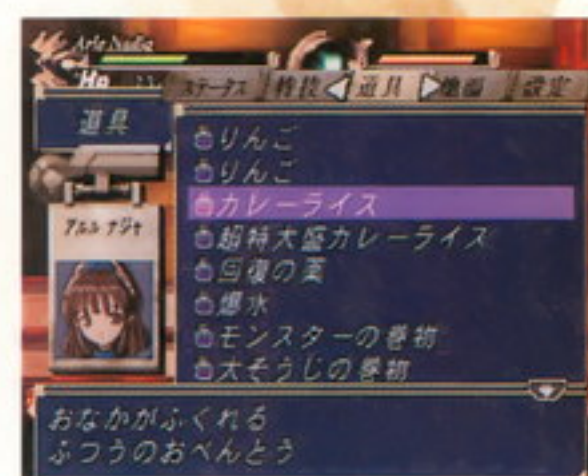 Arle Nadja
ステータス 特技 道具 地面 設定
道具
りんご
りんご
カレーライス
超特大盛カレーライス
回復の薬
爆水
モンスターの巻物
大そうじの巻物
アルル ナジャ
おなかがふくれる
ふつうのおべんとう